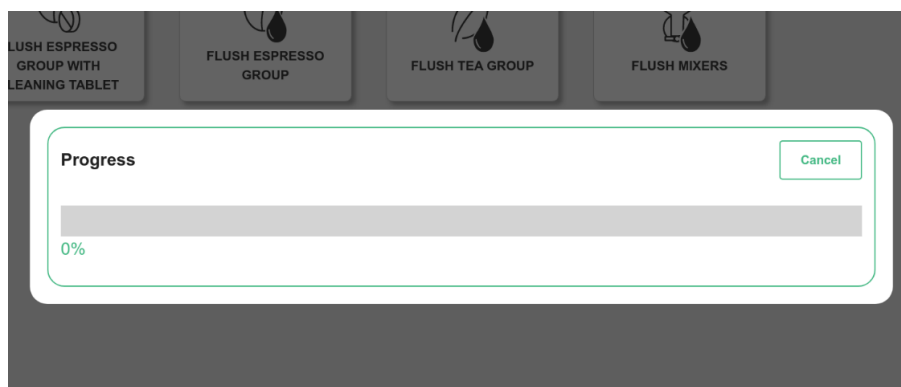 LUSH ESPRESSO
GROUP WITH
LEANING TABLET
FLUSH ESPRESSO
GROUP
FLUSH TEA GROUP
FLUSH MIXERS
Progress
Cancel
0%